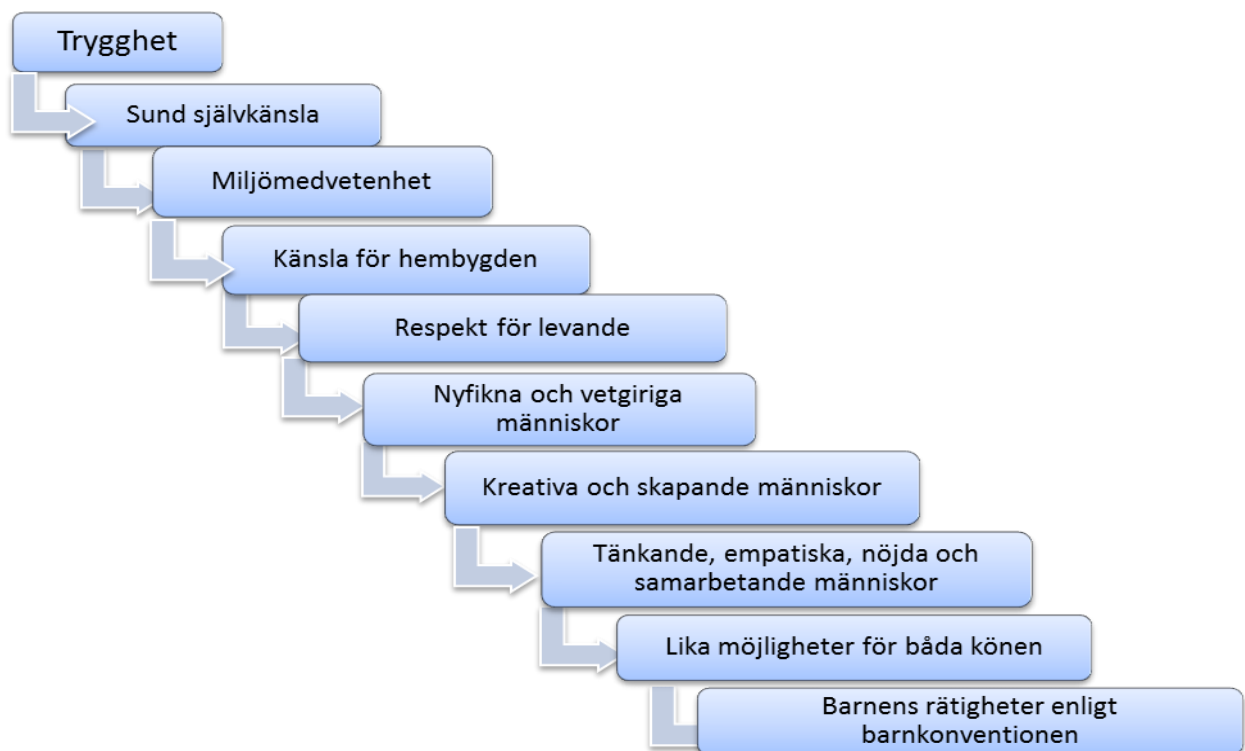 Trygghet
Sund självkänsla
Miljömedvetenhet
Känsla för hembygden
Respekt för levande
Nyfikna och vetgiriga
människor
Kreativa och skapande människor
Tänkande, empatiska, nöjda och
samarbetande människor
Lika möjligheter för båda könen
Barnens rätigheter enligt
barnkonventionen